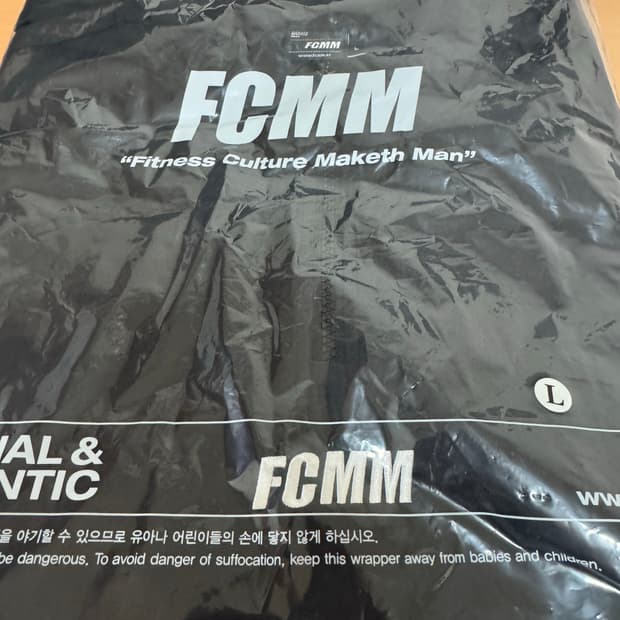 FCMM
FCMM
“Fitness Culture Maketh Man”
L
IAL &
NTIC
FCMM
ww
을 야기할 수 있으므로 유아나 어린이들의 손에 닿지 않게 하십시오.
be dangerous. To avoid danger of suffocation, keep this wrapper away from babies and children.